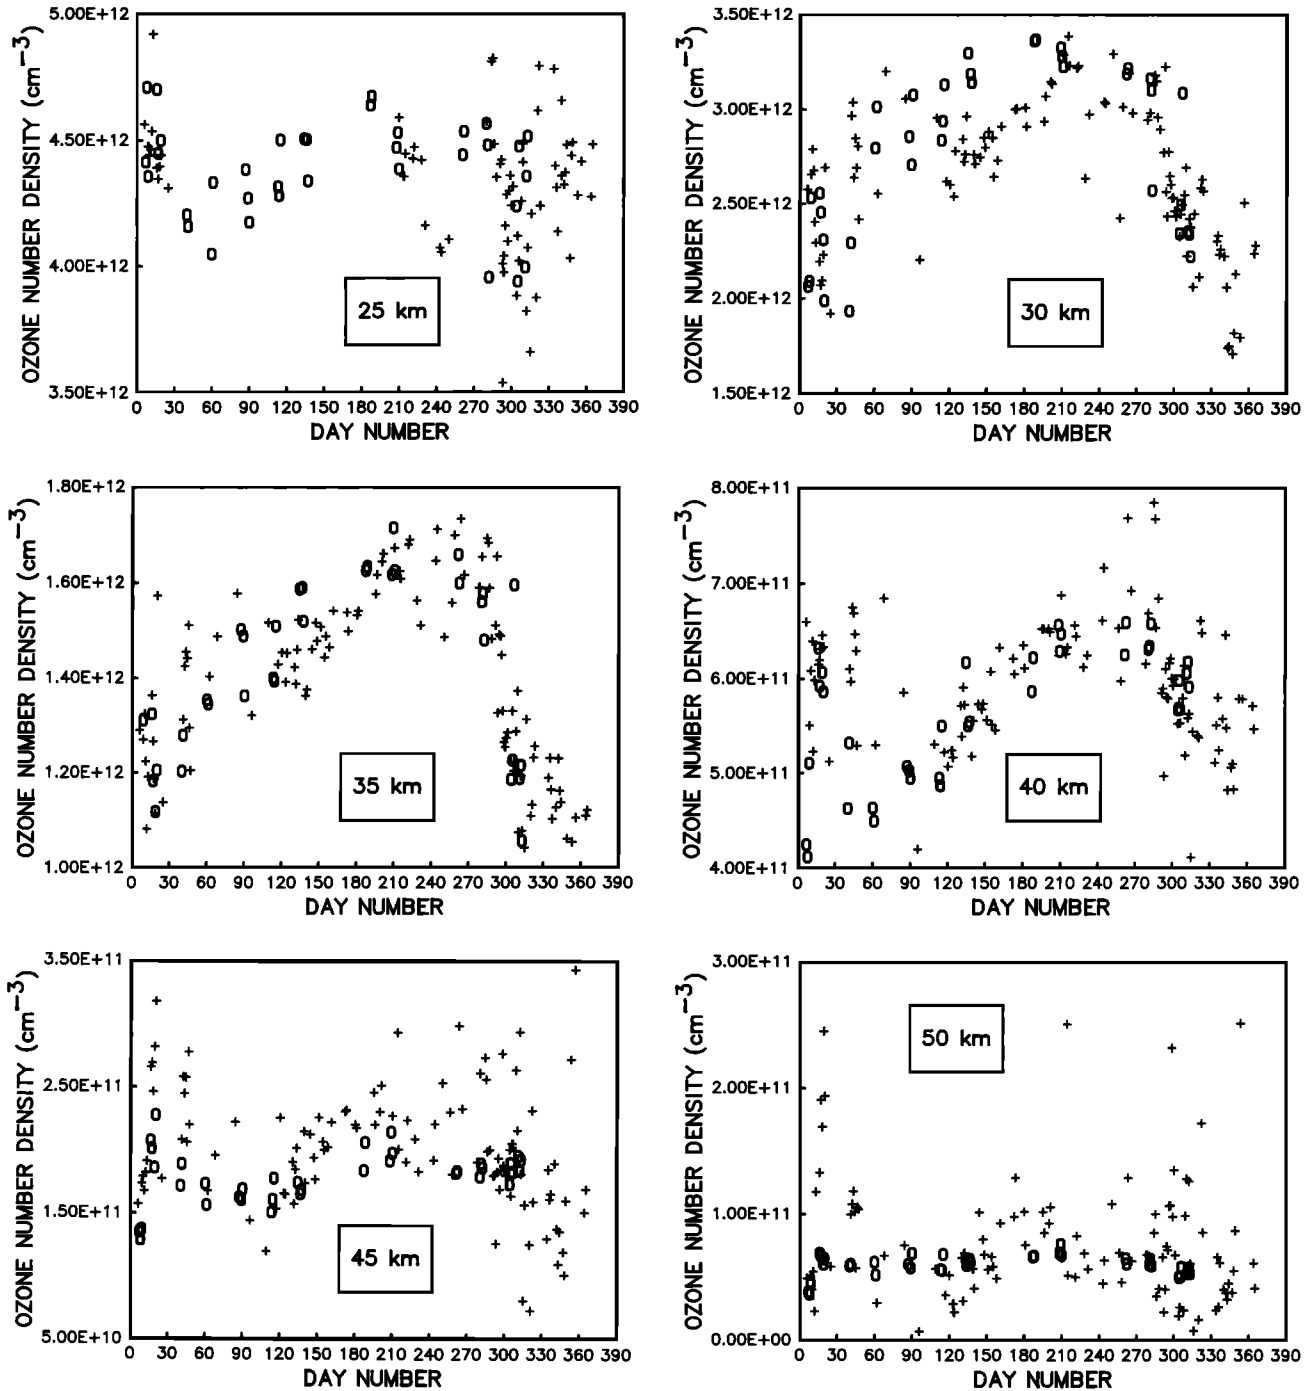 OZONE NUMBER DENSITY (cm⁻³)
5.00E+12
4.50E+12
4.00E+12
3.50E+12
25 km
0 30 60 90 120 150 180 210 240 270 300 330 360 390
DAY NUMBER
OZONE NUMBER DENSITY (cm⁻³)
3.50E+12
3.00E+12
2.50E+12
2.00E+12
1.50E+12
30 km
0 30 60 90 120 150 180 210 240 270 300 330 360 390
DAY NUMBER
OZONE NUMBER DENSITY (cm⁻³)
1.80E+12
1.60E+12
1.40E+12
1.20E+12
1.00E+12
35 km
0 30 60 90 120 150 180 210 240 270 300 330 360 390
DAY NUMBER
OZONE NUMBER DENSITY (cm⁻³)
8.00E+11
7.00E+11
6.00E+11
5.00E+11
4.00E+11
40 km
0 30 60 90 120 150 180 210 240 270 300 330 360 390
DAY NUMBER
OZONE NUMBER DENSITY (cm⁻³)
3.50E+11
2.50E+11
1.50E+11
5.00E+10
45 km
0 30 60 90 120 150 180 210 240 270 300 330 360 390
DAY NUMBER
OZONE NUMBER DENSITY (cm⁻³)
3.00E+11
2.00E+11
1.00E+11
0.00E+00
50 km
0 30 60 90 120 150 180 210 240 270 300 330 360 390
DAY NUMBER